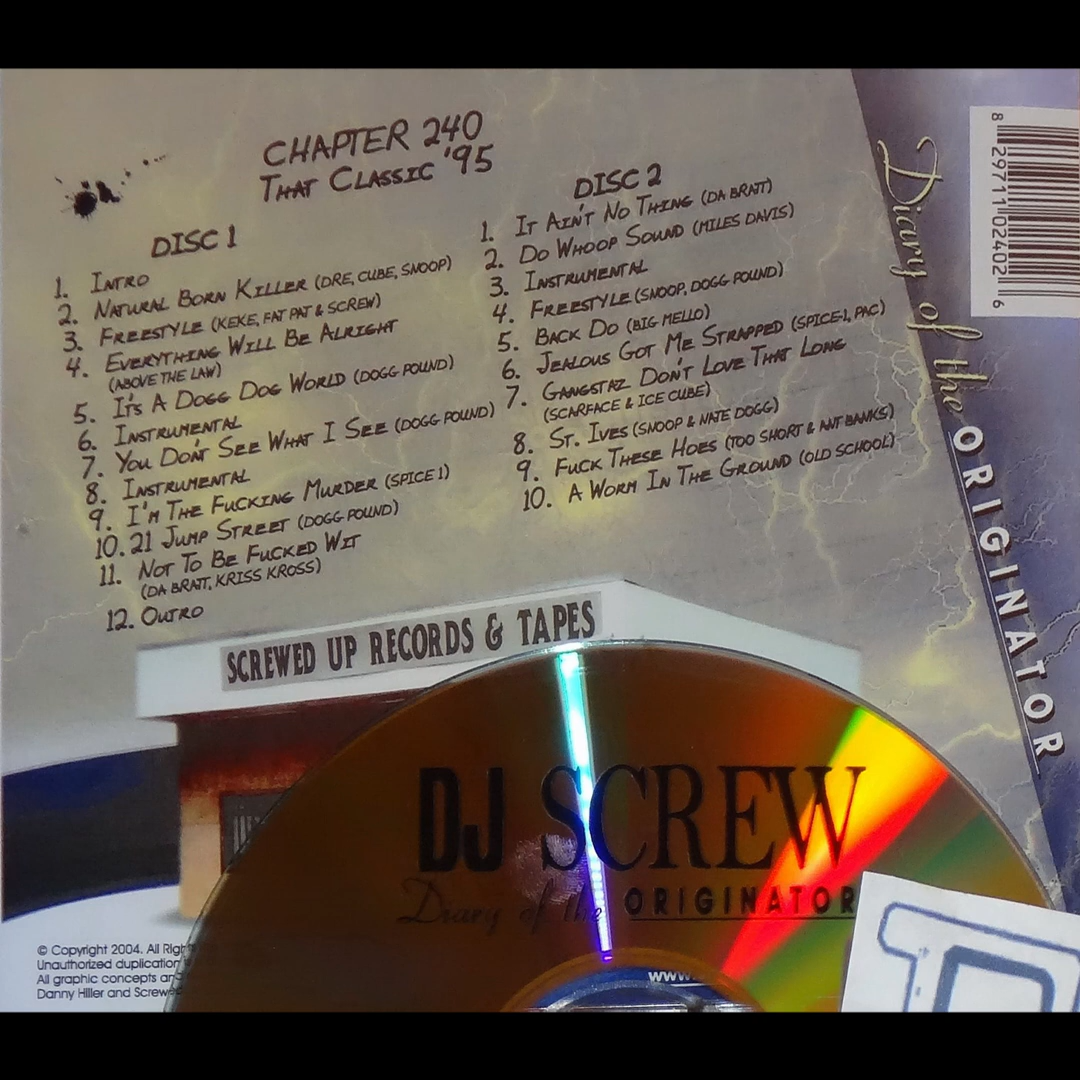 CHAPTER 240
THAT CLASSIC '95
DISC 1
1. INTRO
2. NATURAL BORN KILLER (DRE, CUBE, SNOOP)
3. FREESTYLE (KEKE, FAT PAT & SCREW)
4. EVERYTHING WILL BE ALRIGHT
(ABOVE THE LAW)
5. IT'S A DOGG DOG WORLD (DOGG POUND)
6. INSTRUMENTAL
7. YOU DON'T SEE WHAT I SEE (DOGG POUND)
8. INSTRUMENTAL
9. I'M THE FUCKING MURDER (SPICE 1)
10. 21 JUMP STREET (DOGG POUND)
11. NOT TO BE FUCKED WIT
(DA BRATT, KRISS KROSS)
12. OUTRO
DISC 2
1. IT AIN'T NO THING (DA BRATT)
2. DO WHOOP SOUND (MILES DAVIS)
3. INSTRUMENTAL
4. FREESTYLE (SNOOP, DOGG POUND)
5. BACK DO (BIG MELLO)
6. JEALOUS GOT ME STRAPPED (SPICE-1, PAC)
7. GANGSTAZ DON'T LOVE THAT LONG
(SCARFACE & ICE CUBE)
8. ST. IVES (SNOOP & NATE DOGG)
9. FUCK THESE HOES (TOO SHORT & ANT BANKS)
10. A WORM IN THE GROUND (OLD SCHOOL)
8 29711 02402 6
Diary of the ORIGINATOR
SCREWED UP RECORDS & TAPES
DJ SCREW
Diary of the ORIGINATOR
www.
© Copyright 2004. All Rig
Unauthorized duplication
All graphic concepts an
Danny Hiller and Screwe